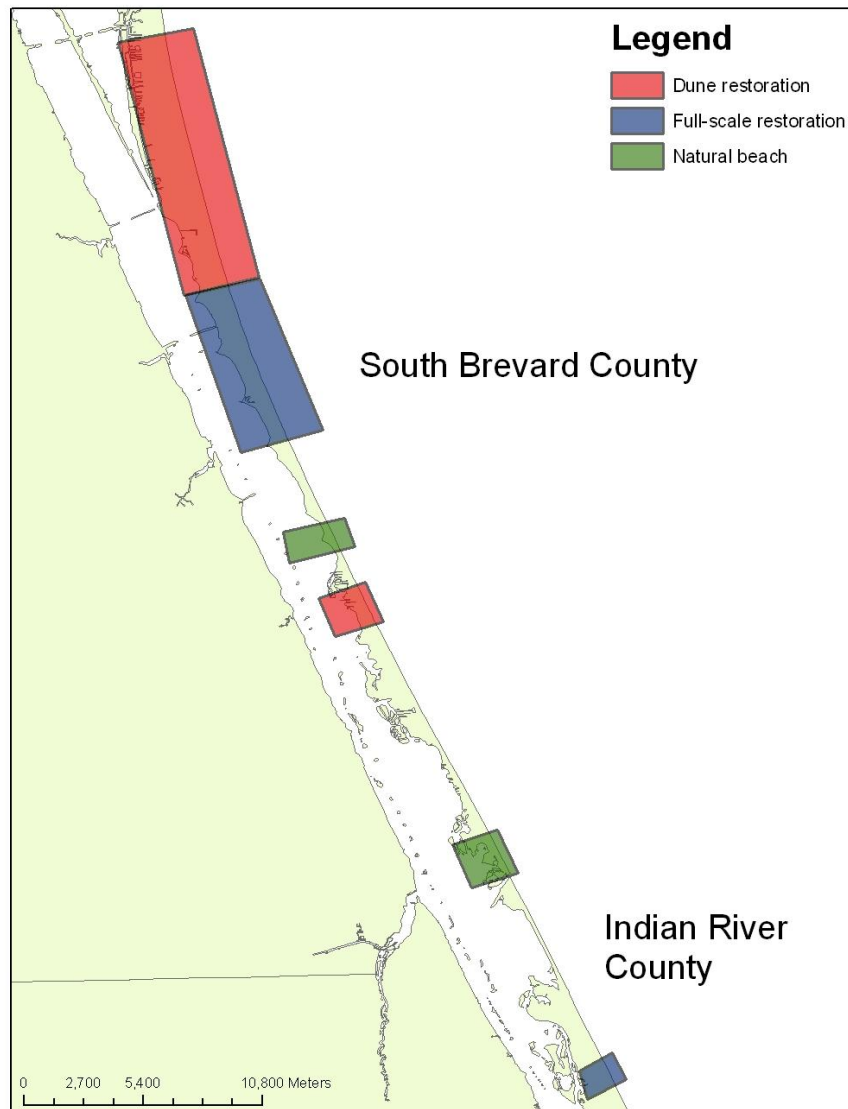 Legend
Dune restoration
Full-scale restoration
Natural beach
South Brevard County
Indian River
County
0 2,700 5,400 10,800 Meters